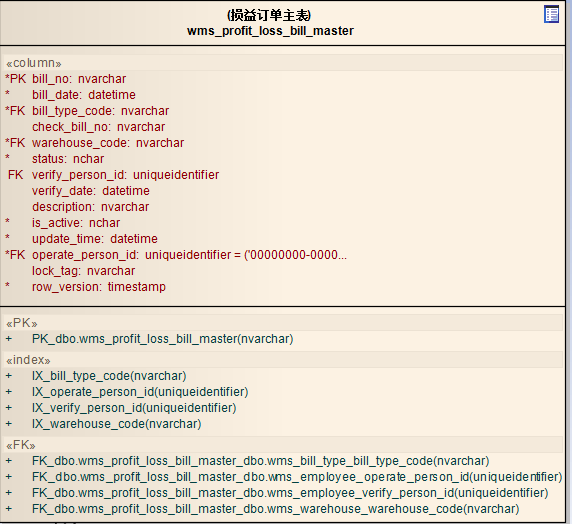 (损益订单主表)
wms_profit_loss_bill_master
«column»
*PK bill_no: nvarchar
* bill_date: datetime
*FK bill_type_code: nvarchar
check_bill_no: nvarchar
*FK warehouse_code: nvarchar
* status: nchar
FK verify_person_id: uniqueidentifier
verify_date: datetime
description: nvarchar
* is_active: nchar
* update_time: datetime
*FK operate_person_id: uniqueidentifier = ('00000000-0000...
lock_tag: nvarchar
* row_version: timestamp
«PK»
+ PK_dbo.wms_profit_loss_bill_master(nvarchar)
«index»
+ IX_bill_type_code(nvarchar)
+ IX_operate_person_id(uniqueidentifier)
+ IX_verify_person_id(uniqueidentifier)
+ IX_warehouse_code(nvarchar)
«FK»
+ FK_dbo.wms_profit_loss_bill_master_dbo.wms_bill_type_bill_type_code(nvarchar)
+ FK_dbo.wms_profit_loss_bill_master_dbo.wms_employee_operate_person_id(uniqueidentifier)
+ FK_dbo.wms_profit_loss_bill_master_dbo.wms_employee_verify_person_id(uniqueidentifier)
+ FK_dbo.wms_profit_loss_bill_master_dbo.wms_warehouse_warehouse_code(nvarchar)